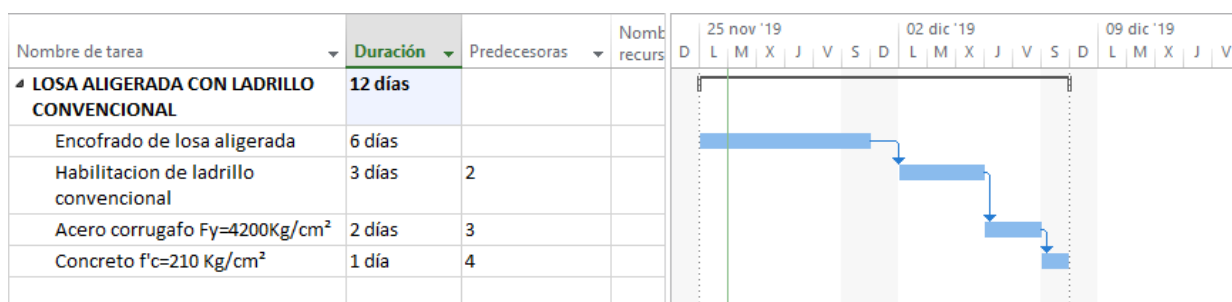 Nombre de tarea Duración Predecesoras Nomb recurs D 25 nov '19 L M X J V S D 02 dic '19 L M X J V S D 09 dic '19 L M X J V
LOSA ALIGERADA CON LADRILLO CONVENCIONAL 12 días
Encofrado de losa aligerada 6 días
Habilitacion de ladrillo convencional 3 días 2
Acero corrugafo Fy=4200Kg/cm² 2 días 3
Concreto f'c=210 Kg/cm² 1 día 4